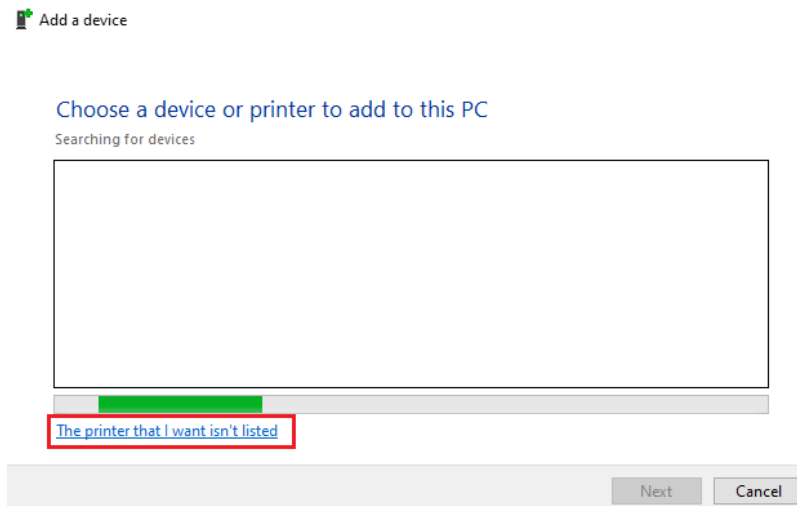 Add a device
Choose a device or printer to add to this PC
Searching for devices
The printer that I want isn't listed
Next
Cancel